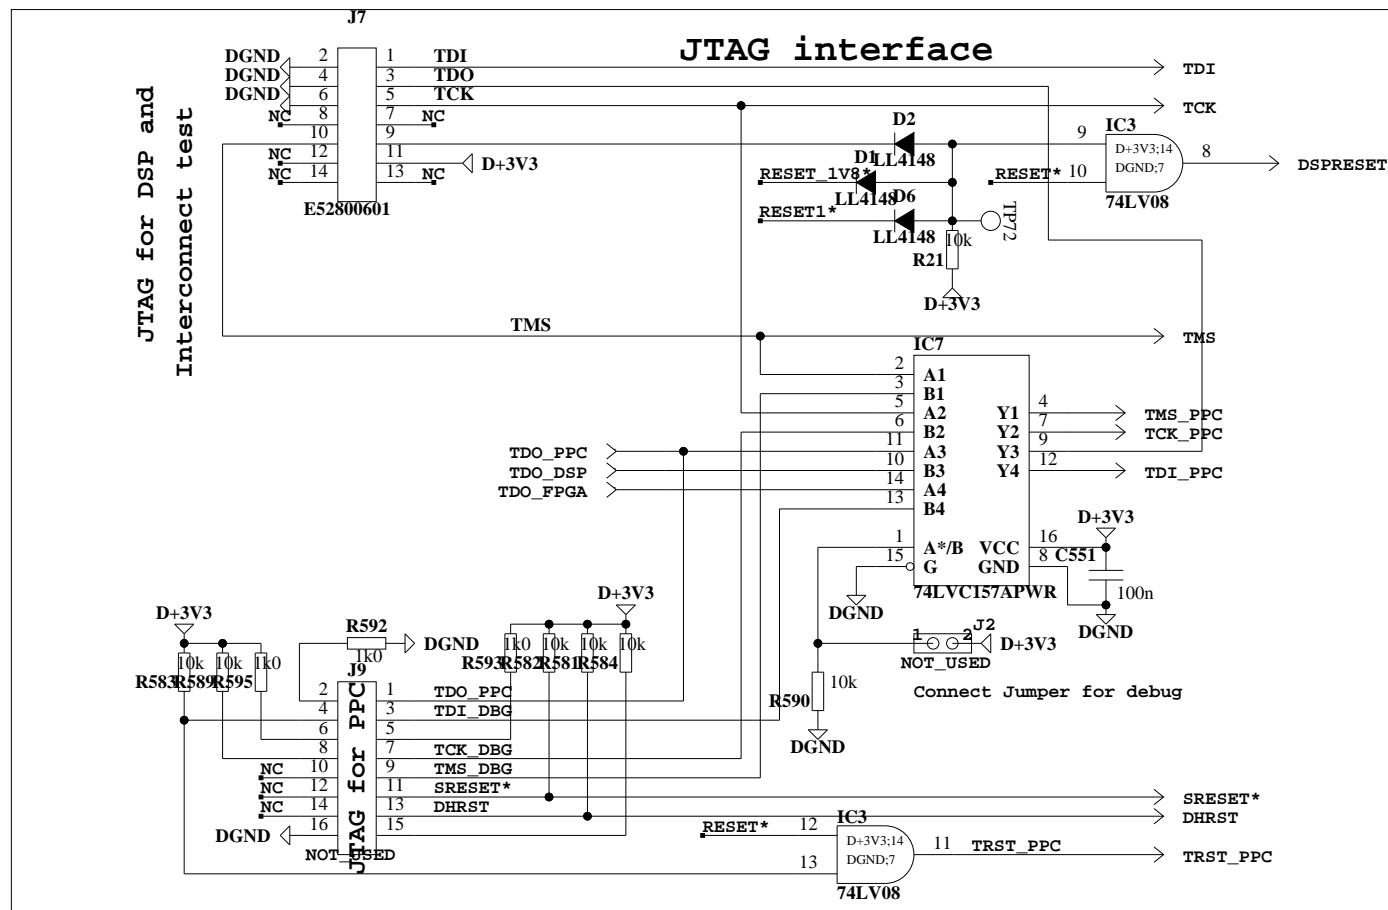 J7
JTAG interface
DGND 2 1 TDI TDI
DGND 4 3 TDO
DGND 6 5 TCK TCK
NC 8 7 NC
10 9
NC 12 11 D+3V3
NC 14 13 NC
E52800601
JTAG for DSP and
Interconnect test
D2
LL4148
D1
RESET_1V8*
LL4148
D6
RESET1*
LL4148
TP72
10k
R21
D+3V3
IC3
9
D+3V3;14
8 DSPRESET
DGND;7
RESET* 10
74LV08
TMS TMS
IC7
2 A1
3 B1
5 A2 Y1 4 TMS_PPC
6 B2 Y2 7 TCK_PPC
TDO_PPC 11 A3 Y3 9
TDO_DSP 10 B3 Y4 12 TDI_PPC
TDO_FPGA 14 A4
13 B4
D+3V3
1 A*/B VCC 16
15 G GND 8 C551
100n
DGND
74LVC157APWR
DGND
J2
1 2 D+3V3
NOT_USED
Connect Jumper for debug
R590 10k
DGND
D+3V3
10k 10k 1k0
R583 R589 R595
R592
1k0
DGND
D+3V3
1k0 10k 10k 10k
R593 R582 R581 R584
J9
JTAG for PPC
2 1 TDO_PPC
4 3 TDI_DBG
6 5
8 7 TCK_DBG
NC 10 9 TMS_DBG
NC 12 11 SRESET* SRESET*
NC 14 13 DHRST DHRST
DGND 16 15
NOT_USED
IC3
RESET* 12
D+3V3;14
11 TRST_PPC TRST_PPC
DGND;7
13
74LV08